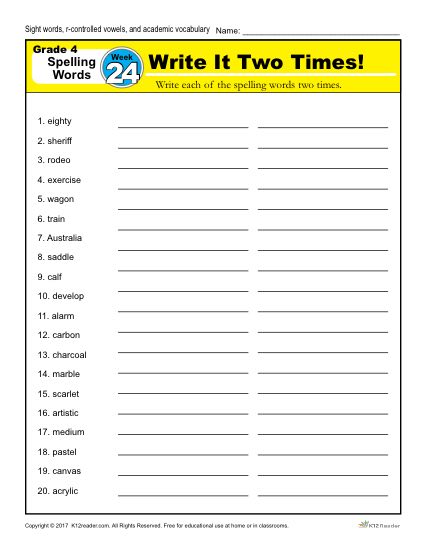 Sight words, r-controlled vowels, and academic vocabulary Name:
Grade 4
Spelling
Words
Week
24
Write It Two Times!
Write each of the spelling words two times.
1. eighty
2. sheriff
3. rodeo
4. exercise
5. wagon
6. train
7. Australia
8. saddle
9. calf
10. develop
11. alarm
12. carbon
13. charcoal
14. marble
15. scarlet
16. artistic
17. medium
18. pastel
19. canvas
20. acrylic
Copyright © 2017 K12reader.com. All Rights Reserved. Free for educational use at home or in classrooms.
K12Reader